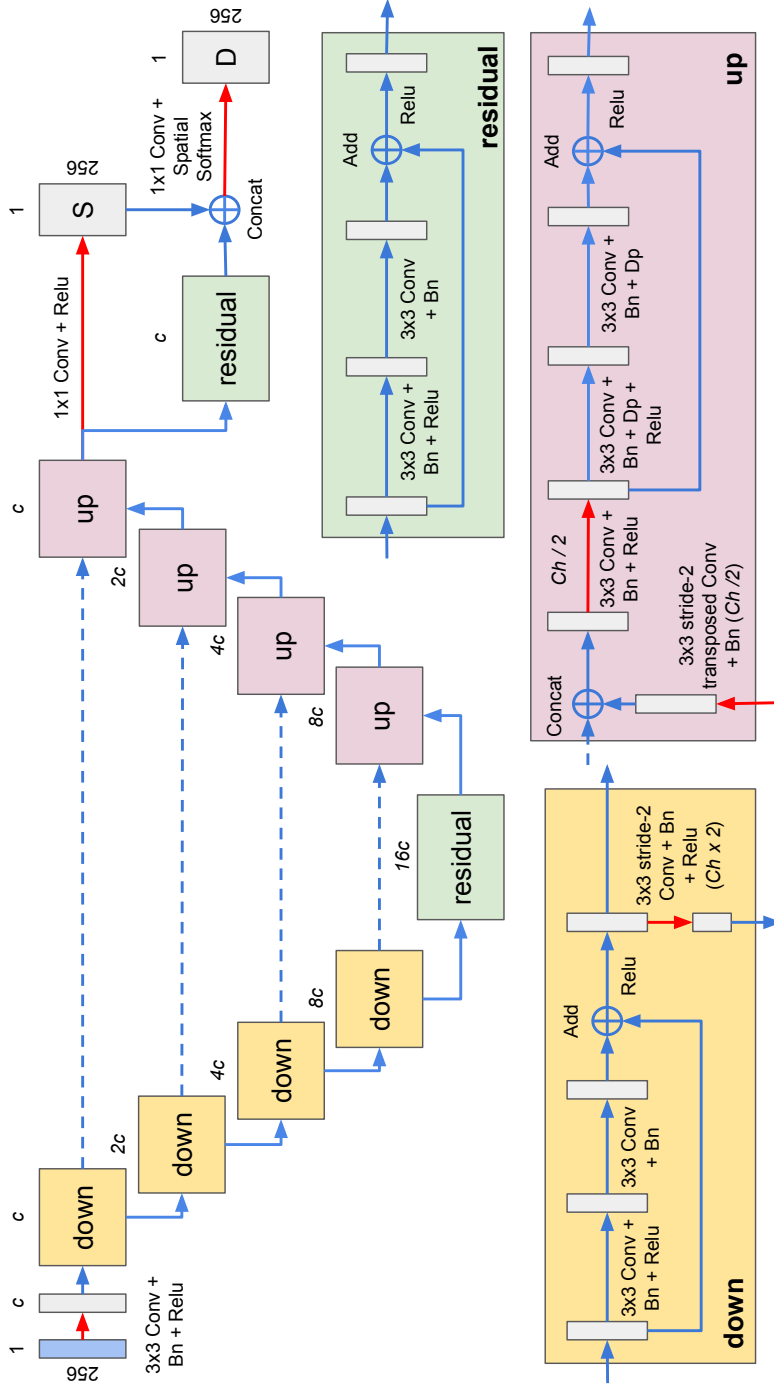 1
256
c
3x3 Conv +
Bn + Relu
c
down
2c
down
4c
down
8c
down
16c
residual
8c
up
4c
up
2c
up
c
up
1x1 Conv + Relu
c
residual
1
256
S
Concat
1x1 Conv +
Spatial
Softmax
1
256
D
3x3 Conv +
Bn + Relu
3x3 Conv
+ Bn
Add
Relu
residual
3x3 Conv +
Bn + Relu
3x3 Conv
+ Bn
Add
Relu
3x3 stride-2
Conv + Bn
+ Relu
(Ch x 2)
down
Concat
3x3 stride-2
transposed Conv
+ Bn (Ch /2)
Ch / 2
3x3 Conv +
Bn + Relu
3x3 Conv +
Bn + Dp +
Relu
3x3 Conv +
Bn + Dp
Add
Relu
up